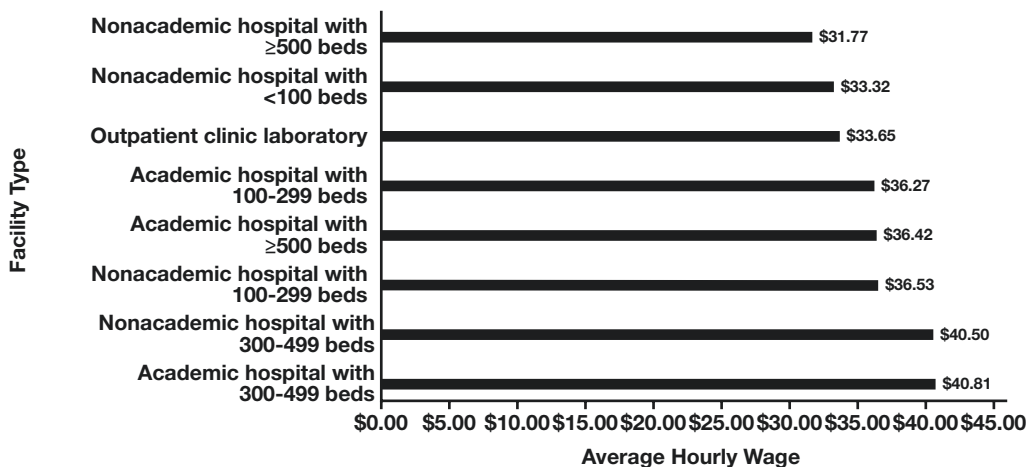 Nonacademic hospital with
≥500 beds
$31.77
Nonacademic hospital with
<100 beds
$33.32
Outpatient clinic laboratory
$33.65
Academic hospital with
100-299 beds
$36.27
Academic hospital with
≥500 beds
$36.42
Nonacademic hospital with
100-299 beds
$36.53
Nonacademic hospital with
300-499 beds
$40.50
Academic hospital with
300-499 beds
$40.81
Facility Type
$0.00 $5.00 $10.00 $15.00 $20.00 $25.00 $30.00 $35.00 $40.00 $45.00
Average Hourly Wage